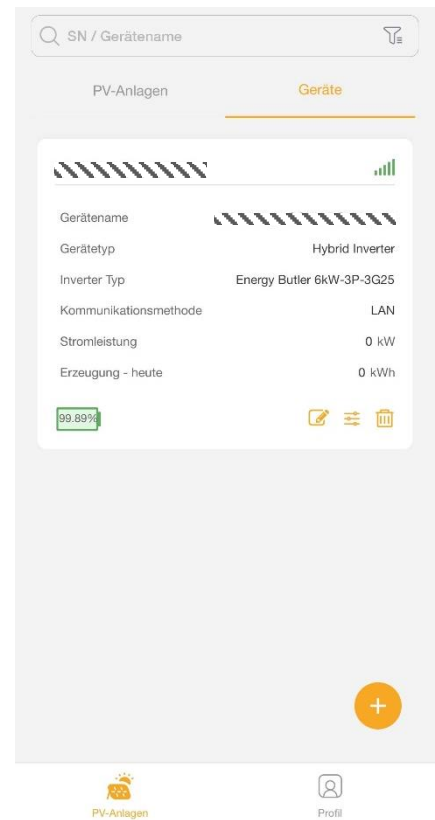 SN / Gerätename
PV-Anlagen Geräte
Gerätename
Gerätetyp Hybrid Inverter
Inverter Typ Energy Butler 6kW-3P-3G25
Kommunikationsmethode LAN
Stromleistung 0 kW
Erzeugung - heute 0 kWh
99.89%
PV-Anlagen Profil